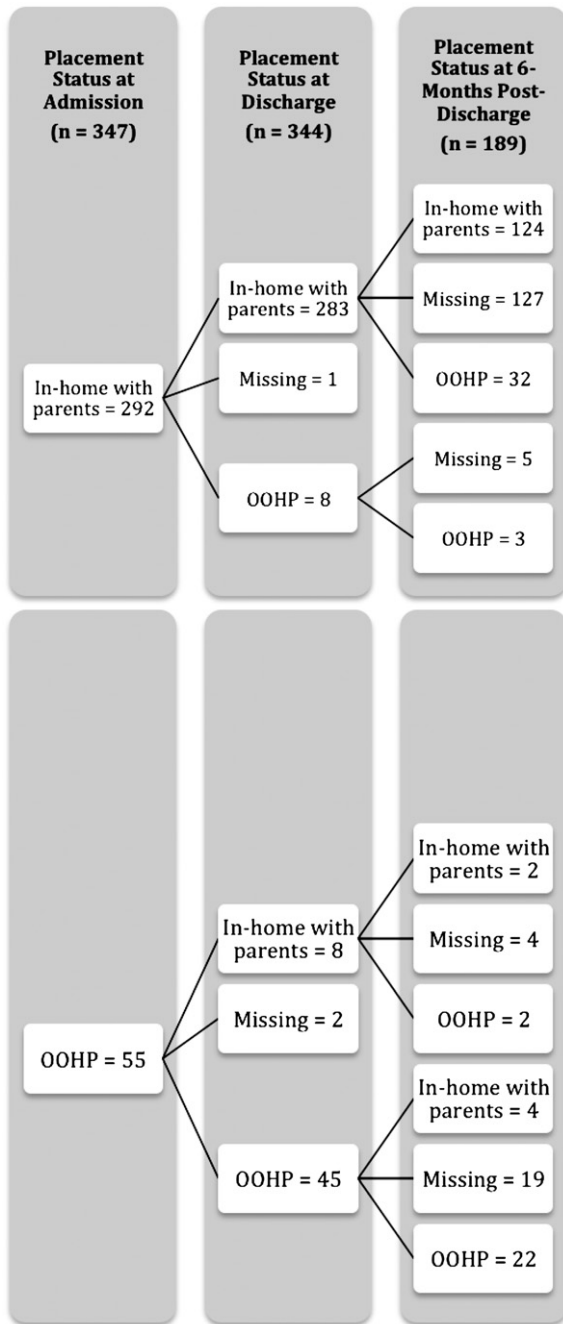 Placement
Status at
Admission
(n = 347)
Placement
Status at
Discharge
(n = 344)
Placement
Status at 6-
Months Post-
Discharge
(n = 189)
In-home with
parents = 292
In-home with
parents = 283
Missing = 1
OOHP = 8
In-home with
parents = 124
Missing = 127
OOHP = 32
Missing = 5
OOHP = 3
OOHP = 55
In-home with
parents = 8
Missing = 2
OOHP = 45
In-home with
parents = 2
Missing = 4
OOHP = 2
In-home with
parents = 4
Missing = 19
OOHP = 22